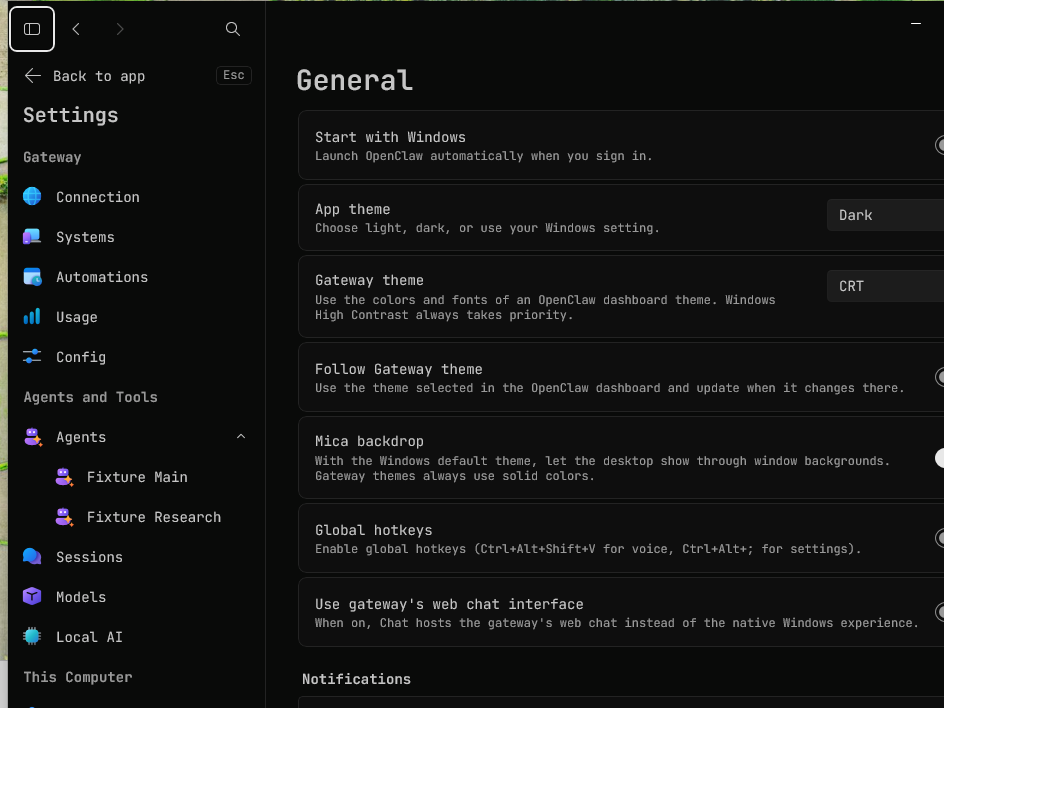 Back to app
Esc
Settings
Gateway
Connection
Systems
Automations
Usage
Config
Agents and Tools
Agents
Fixture Main
Fixture Research
Sessions
Models
Local AI
This Computer
General
Start with Windows
Launch OpenClaw automatically when you sign in.
App theme
Choose light, dark, or use your Windows setting.
Dark
Gateway theme
Use the colors and fonts of an OpenClaw dashboard theme. Windows
High Contrast always takes priority.
CRT
Follow Gateway theme
Use the theme selected in the OpenClaw dashboard and update when it changes there.
Mica backdrop
With the Windows default theme, let the desktop show through window backgrounds.
Gateway themes always use solid colors.
Global hotkeys
Enable global hotkeys (Ctrl+Alt+Shift+V for voice, Ctrl+Alt+; for settings).
Use gateway's web chat interface
When on, Chat hosts the gateway's web chat instead of the native Windows experience.
Notifications